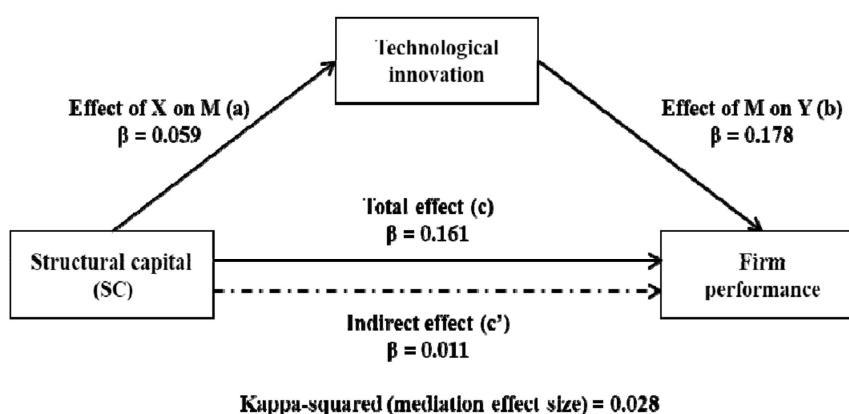 Technological
innovation
Effect of X on M (a)
β = 0.059
Effect of M on Y (b)
β = 0.178
Total effect (c)
β = 0.161
Structural capital
(SC)
Firm
performance
Indirect effect (c')
β = 0.011
Kappa-squared (mediation effect size) = 0.028